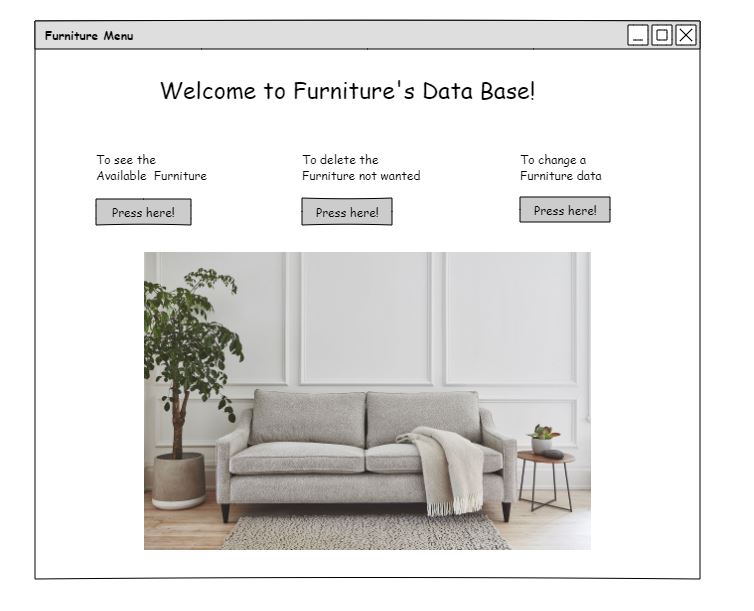 Furniture Menu
Welcome to Furniture's Data Base!
To see the
Available Furniture
Press here!
To delete the
Furniture not wanted
Press here!
To change a
Furniture data
Press here!